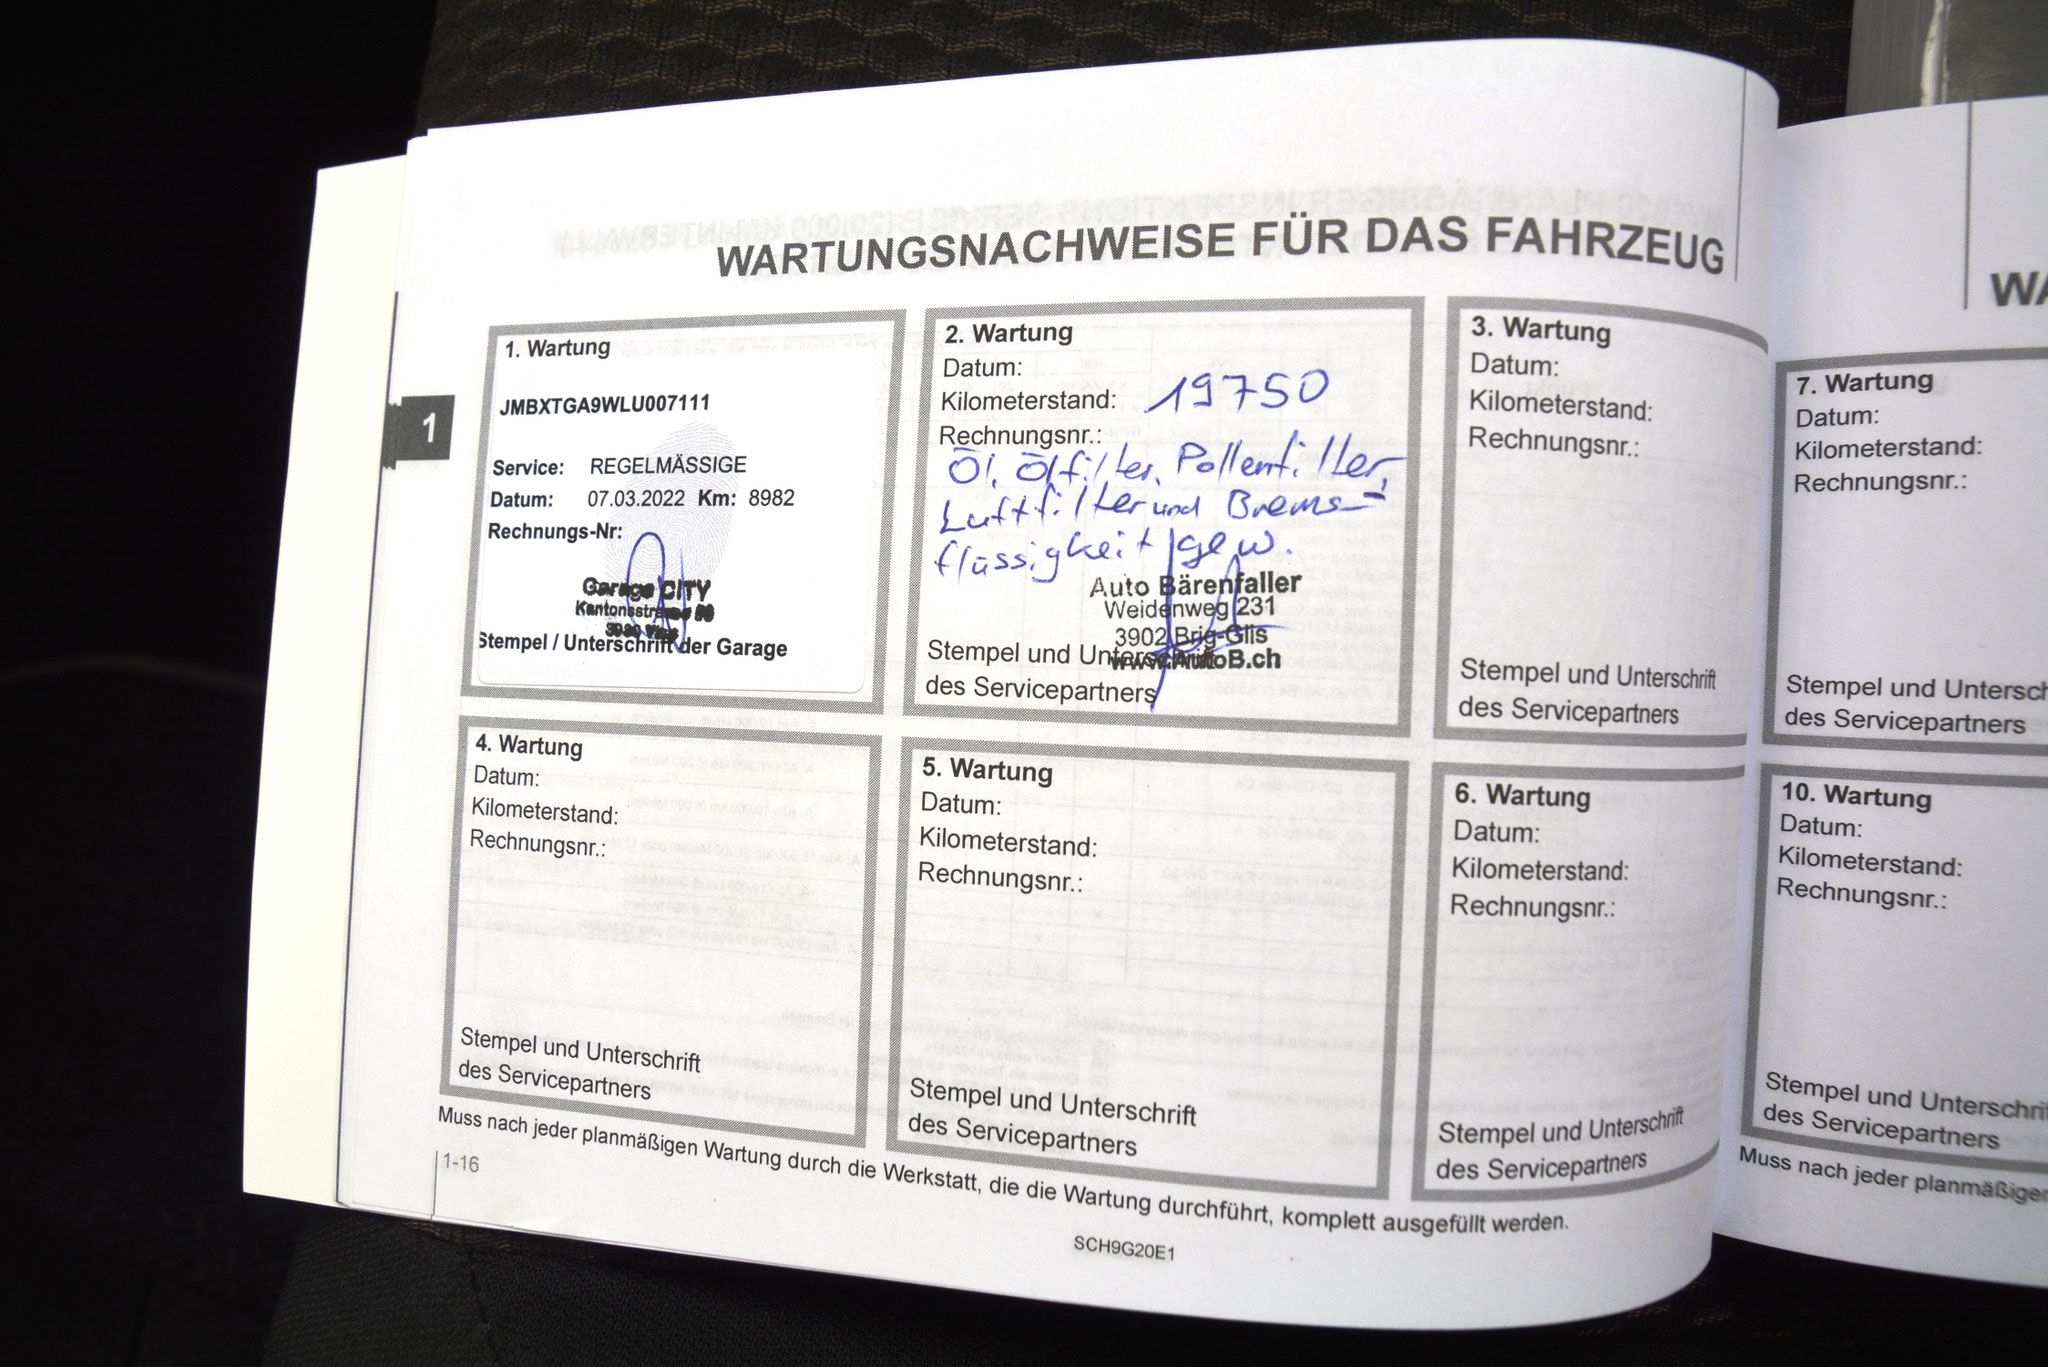 WARTUNGSNACHWEISE FÜR DAS FAHRZEUG
1
1. Wartung
JMBXTGA9WLU007111
Service: REGELMÄSSIGE
Datum: 07.03.2022 Km: 8982
Rechnungs-Nr:
Garage CITY
Stempel / Unterschrift der Garage
2. Wartung
Datum:
Kilometerstand: 19750
Rechnungsnr.:
Öl, Ölfilter, Pollenfilter,
Luftfilter und Brems-
flüssigkeit gew.
Auto Bärenfaller
Weidenweg 231
3902 Brig-Glis
www.AutoB.ch
Stempel und Unterschrift
des Servicepartners
3. Wartung
Datum:
Kilometerstand:
Rechnungsnr.:
Stempel und Unterschrift
des Servicepartners
4. Wartung
Datum:
Kilometerstand:
Rechnungsnr.:
Stempel und Unterschrift
des Servicepartners
5. Wartung
Datum:
Kilometerstand:
Rechnungsnr.:
Stempel und Unterschrift
des Servicepartners
6. Wartung
Datum:
Kilometerstand:
Rechnungsnr.:
Stempel und Unterschrift
des Servicepartners
Muss nach jeder planmäßigen Wartung durch die Werkstatt, die die Wartung durchführt, komplett ausgefüllt werden.
1-16
SCH9G20E1
WA
7. Wartung
Datum:
Kilometerstand:
Rechnungsnr.:
Stempel und Untersch
des Servicepartners
10. Wartung
Datum:
Kilometerstand:
Rechnungsnr.:
Stempel und Unterschri
des Servicepartners
Muss nach jeder planmäßigen